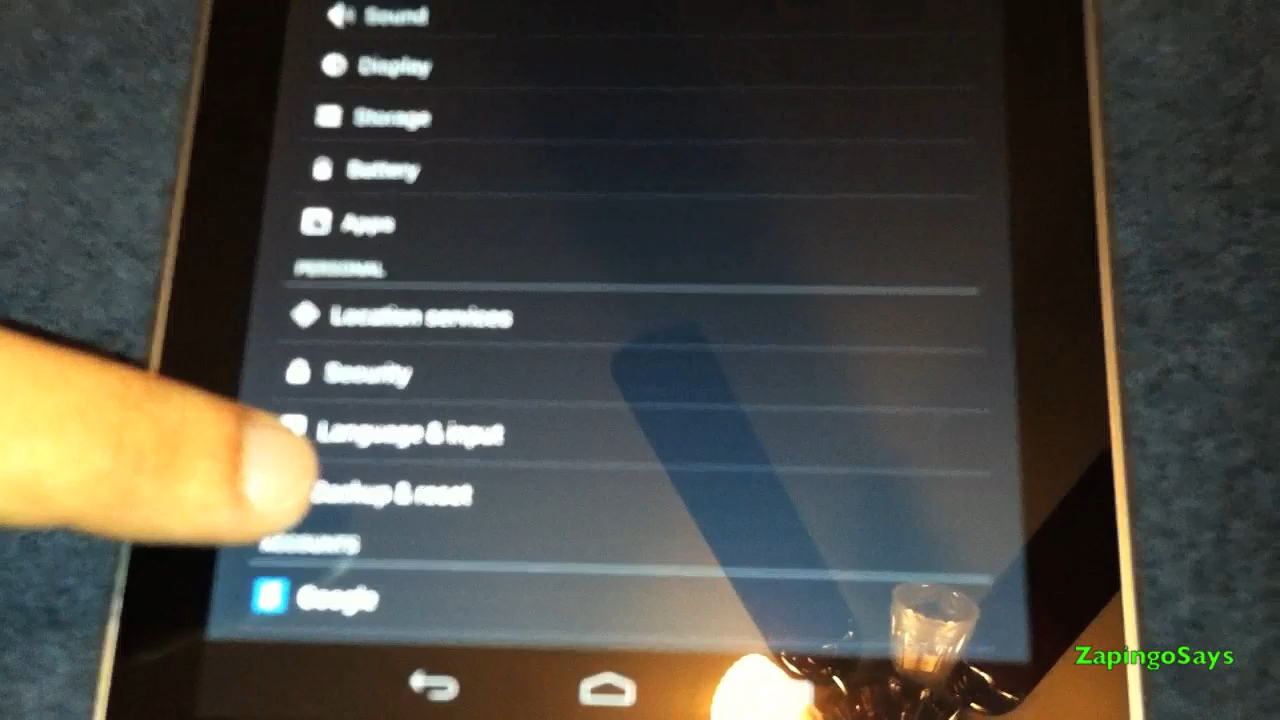 Sound
Display
Storage
Battery
Apps
PERSONAL
Location services
Security
Language & input
Backup & reset
ACCOUNTS
Google
ZapingoSays